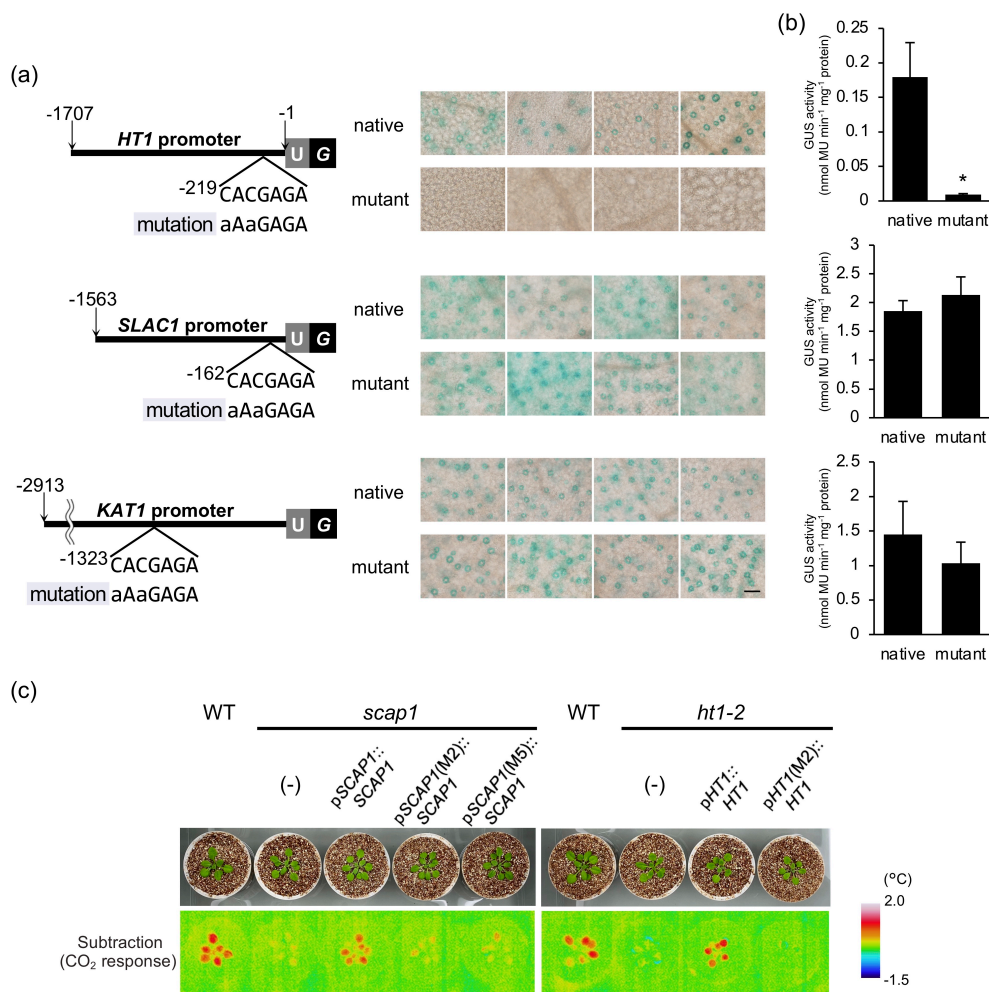 (a)
-1707
-1
HT1 promoter
U G
-219
CACGAGA
mutation aAaGAGA
native
mutant
-1563
SLAC1 promoter
U G
-162
CACGAGA
mutation aAaGAGA
native
mutant
-2913
KAT1 promoter
U G
-1323
CACGAGA
mutation aAaGAGA
native
mutant
(b)
GUS activity
(nmol MU min-1 mg-1 protein)
0.25
0.2
0.15
0.1
0.05
0
*
native mutant
GUS activity
(nmol MU min-1 mg-1 protein)
3
2.5
2
1.5
1
0.5
0
native mutant
GUS activity
(nmol MU min-1 mg-1 protein)
2.5
2
1.5
1
0.5
0
native mutant
(c)
WT
scap1
(-)
pSCAP1::
SCAP1
pSCAP1(M2)::
SCAP1
pSCAP1(M5)::
SCAP1
WT
ht1-2
(-)
pHT1::
HT1
pHT1(M2)::
HT1
Subtraction
(CO2 response)
(°C)
2.0
-1.5